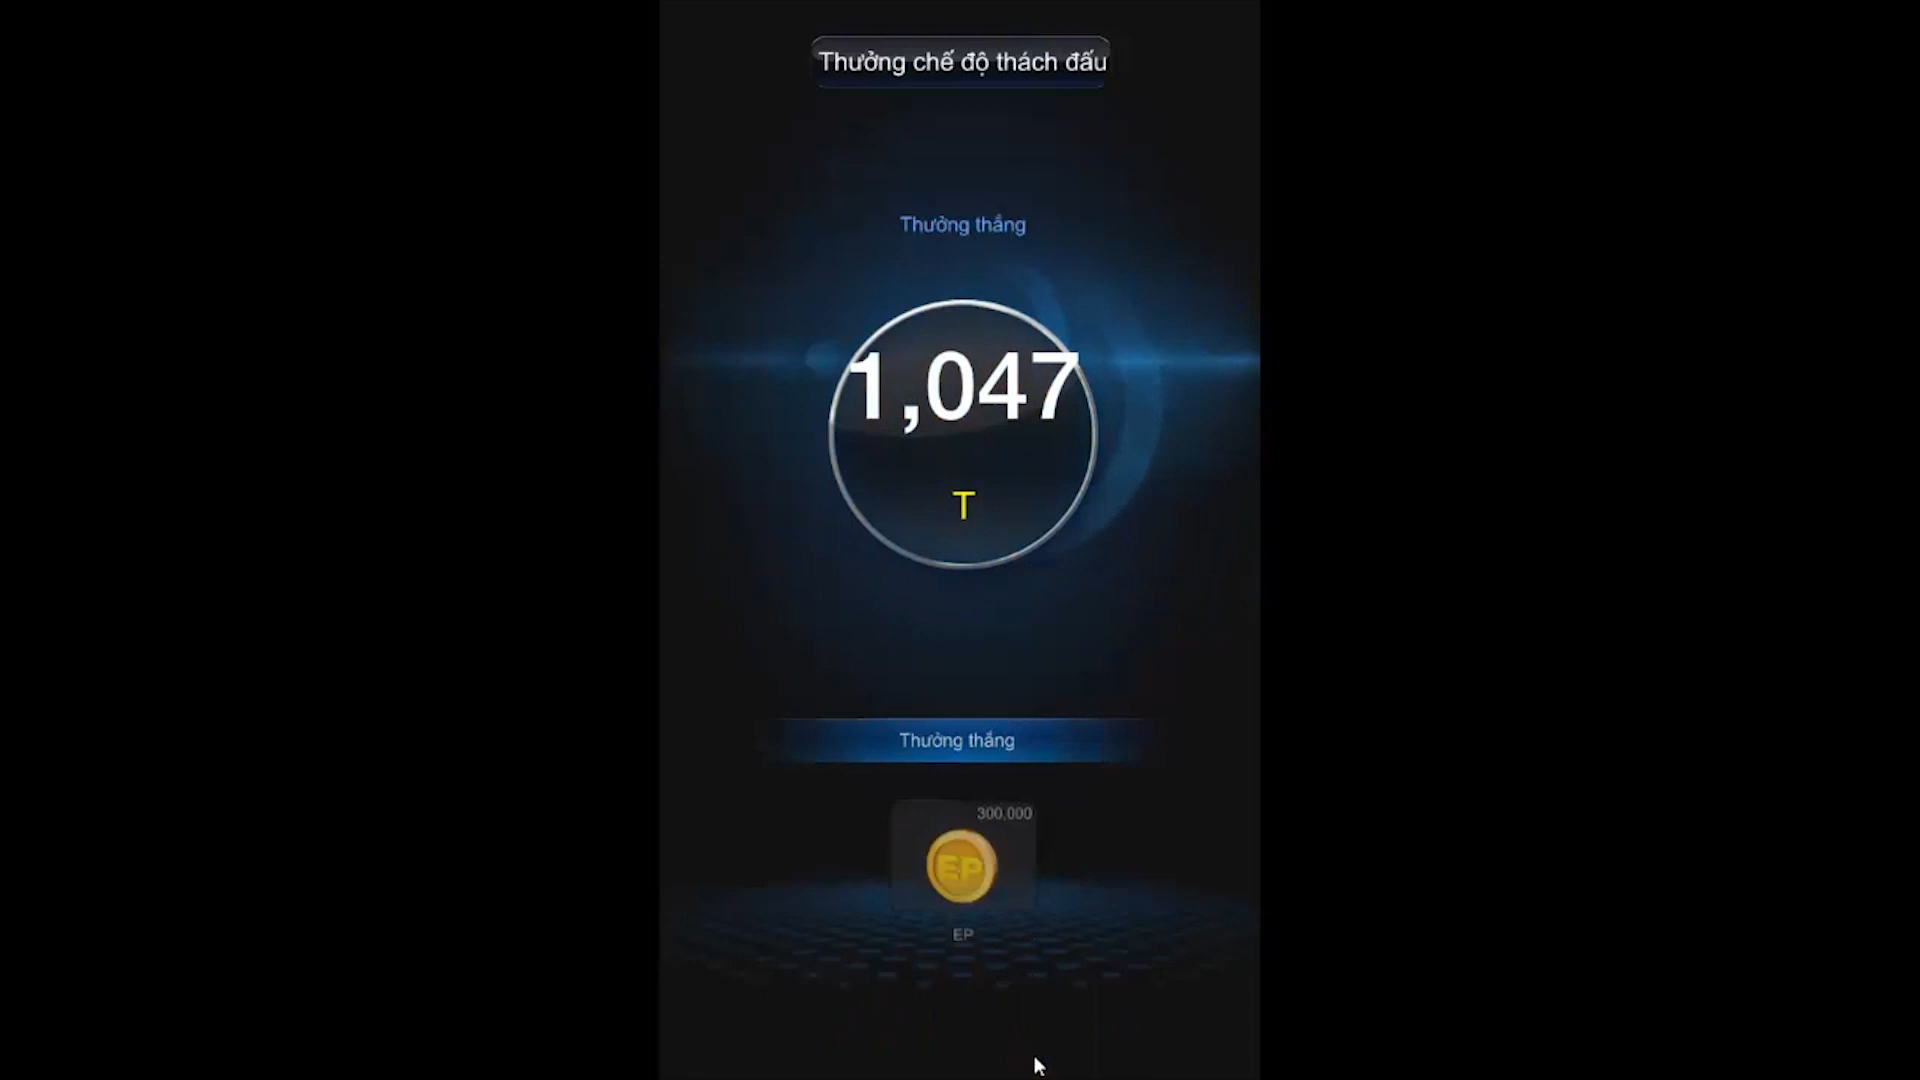 Thưởng chế độ thách đấu
Thưởng thắng
1,047
T
Thưởng thắng
300,000
EP
EP